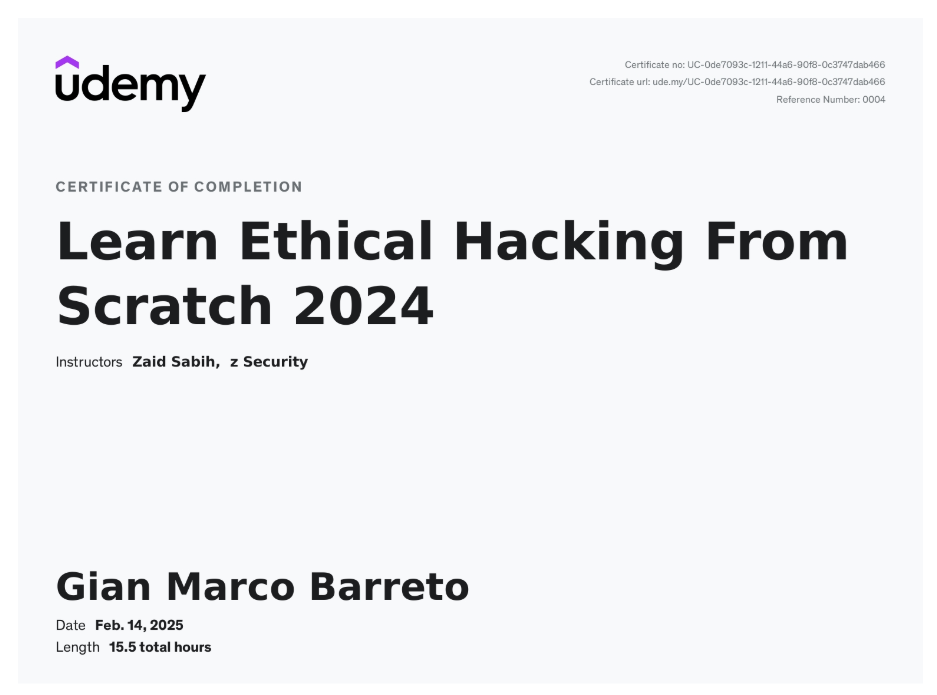 ûdemy
Certificate no: UC-0de7093c-1211-44a6-90f8-0c3747dab466
Certificate url: ude.my/UC-0de7093c-1211-44a6-90f8-0c3747dab466
Reference Number: 0004
CERTIFICATE OF COMPLETION
Learn Ethical Hacking From
Scratch 2024
Instructors Zaid Sabih, z Security
Gian Marco Barreto
Date Feb. 14, 2025
Length 15.5 total hours